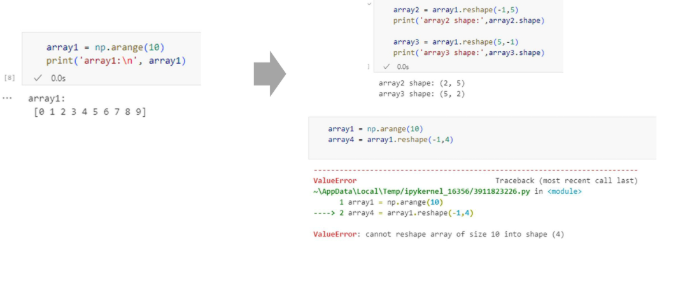 array1 = np.arange(10)
print('array1:\n', array1)
[8]
✓ 0.0s
...
array1:
[0 1 2 3 4 5 6 7 8 9]
array2 = array1.reshape(-1,5)
print('array2 shape:',array2.shape)
array3 = array1.reshape(5,-1)
print('array3 shape:',array3.shape)
✓ 0.0s
array2 shape: (2, 5)
array3 shape: (5, 2)
array1 = np.arange(10)
array4 = array1.reshape(-1,4)
---------------------------------------------------------------------------
ValueError Traceback (most recent call last)
~\AppData\Local\Temp/ipykernel_16356/3911823226.py in <module>
1 array1 = np.arange(10)
----> 2 array4 = array1.reshape(-1,4)
ValueError: cannot reshape array of size 10 into shape (4)